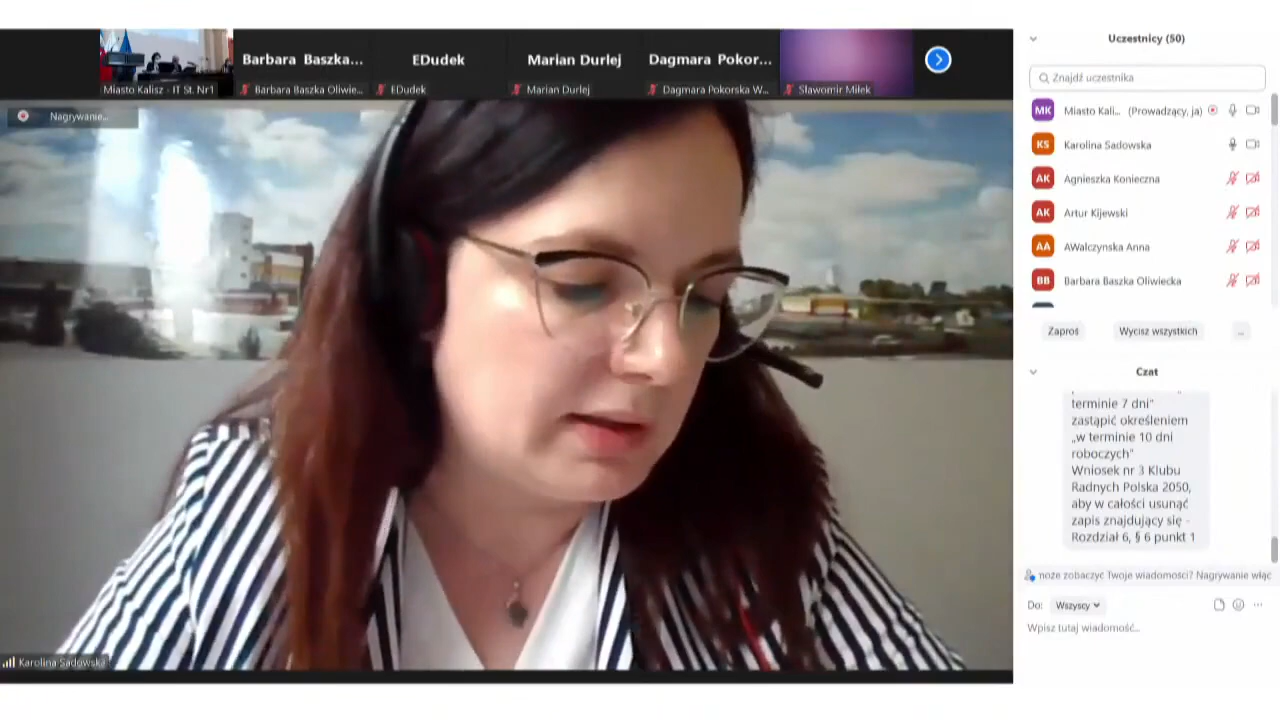 Miasto Kalisz - IT St. Nr1
Barbara Baszka...
Barbara Baszka Oliwie...
EDudek
EDudek
Marian Durlej
Marian Durlej
Dagmara Pokor...
Dagmara Pokorska W...
Sławomir Miłek
Nagrywanie...
Karolina Sadowska
Uczestnicy (50)
Znajdź uczestnika
MK Miasto Kali... (Prowadzący, ja)
KS Karolina Sadowska
AK Agnieszka Konieczna
AK Artur Kijewski
AA AWalczynska Anna
BB Barbara Baszka Oliwiecka
Zaproś Wycisz wszystkich ...
Czat
terminie 7 dni"
zastąpić określeniem
„w terminie 10 dni
roboczych"
Wniosek nr 3 Klubu
Radnych Polska 2050,
aby w całości usunąć
zapis znajdujący się -
Rozdział 6, § 6 punkt 1
może zobaczyć Twoje wiadomości? Nagrywanie włąc
Do: Wszyscy
Wpisz tutaj wiadomość...